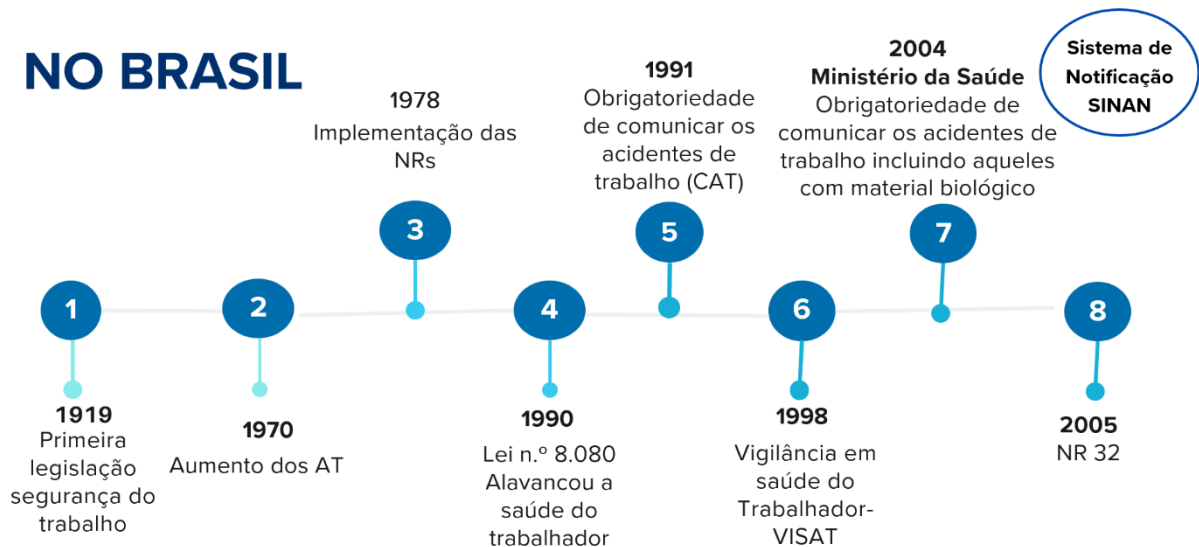 NO BRASIL
1
1919
Primeira
legislação
segurança do
trabalho
2
1970
Aumento dos AT
1978
Implementação das
NRs
3
4
1990
Lei n.º 8.080
Alavancou a
saúde do
trabalhador
1991
Obrigatoriedade
de comunicar os
acidentes de
trabalho (CAT)
5
6
1998
Vigilância em
saúde do
Trabalhador-
VISAT
2004
Ministério da Saúde
Obrigatoriedade de
comunicar os acidentes de
trabalho incluindo aqueles
com material biológico
7
Sistema de
Notificação
SINAN
8
2005
NR 32